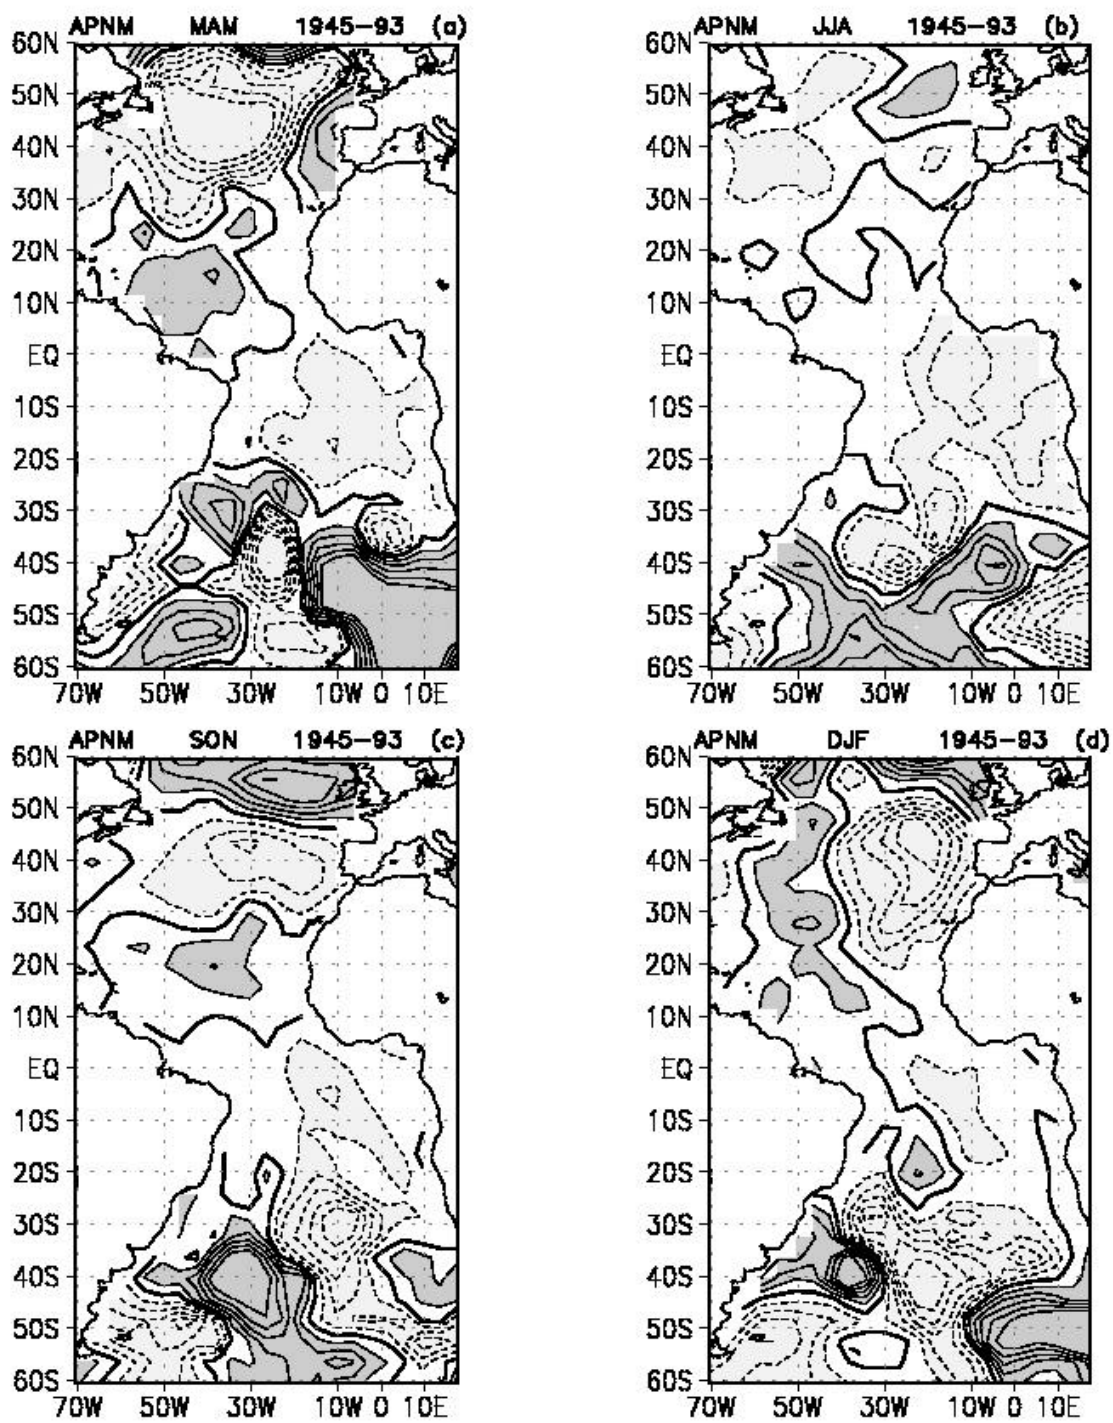 APNM MAM 1945-93 (a)
60N
50N
40N
30N
20N
10N
EQ
10S
20S
30S
40S
50S
60S
70W 50W 30W 10W 0 10E
APNM JJA 1945-93 (b)
60N
50N
40N
30N
20N
10N
EQ
10S
20S
30S
40S
50S
60S
70W 50W 30W 10W 0 10E
APNM SON 1945-93 (c)
60N
50N
40N
30N
20N
10N
EQ
10S
20S
30S
40S
50S
60S
70W 50W 30W 10W 0 10E
APNM DJF 1945-93 (d)
60N
50N
40N
30N
20N
10N
EQ
10S
20S
30S
40S
50S
60S
70W 50W 30W 10W 0 10E